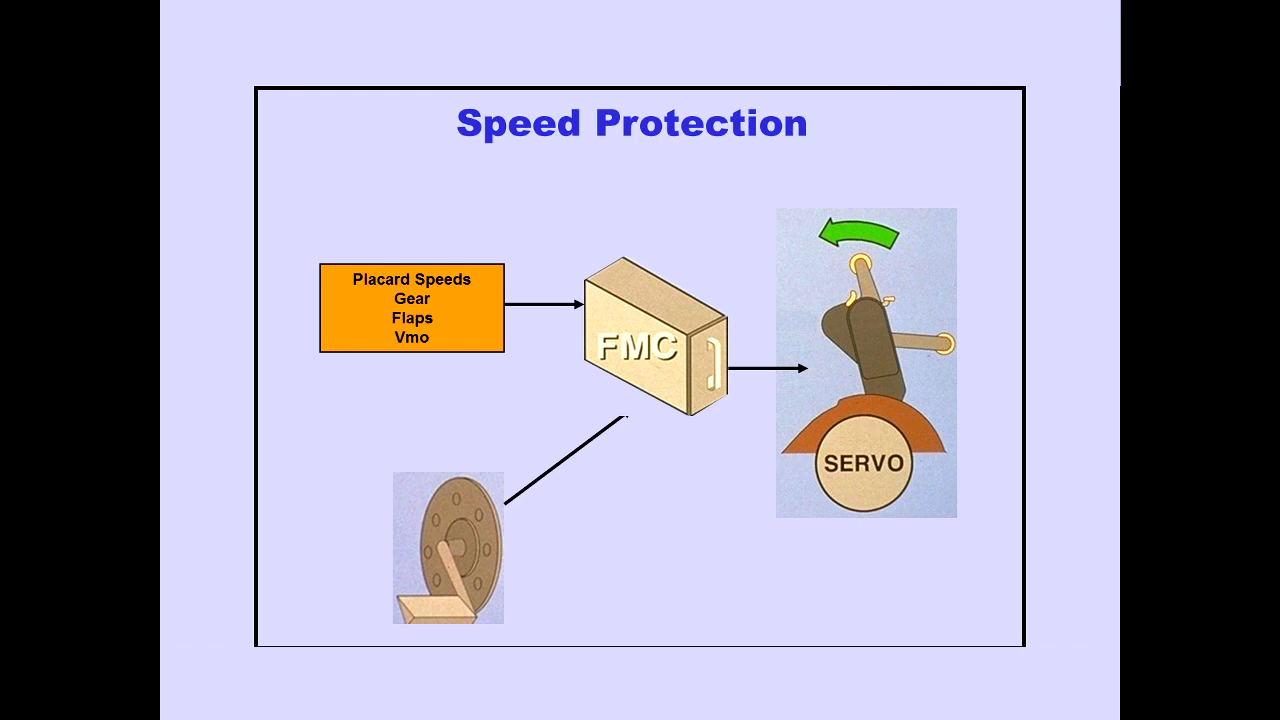 Speed Protection
Placard Speeds
Gear
Flaps
Vmo
FMC
SERVO